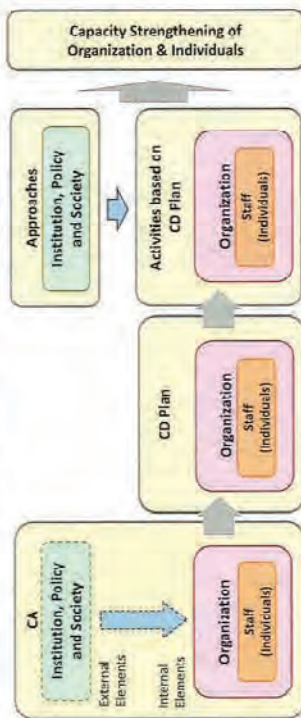 CA
Institution, Policy
and Society
External
Elements
Internal
Elements
Organization
Staff
(Individuals)
CD Plan
Organization
Staff
(Individuals)
Approaches
Institution, Policy
and Society
Activities based on
CD Plan
Organization
Staff
(Individuals)
Capacity Strengthening of
Organization & Individuals